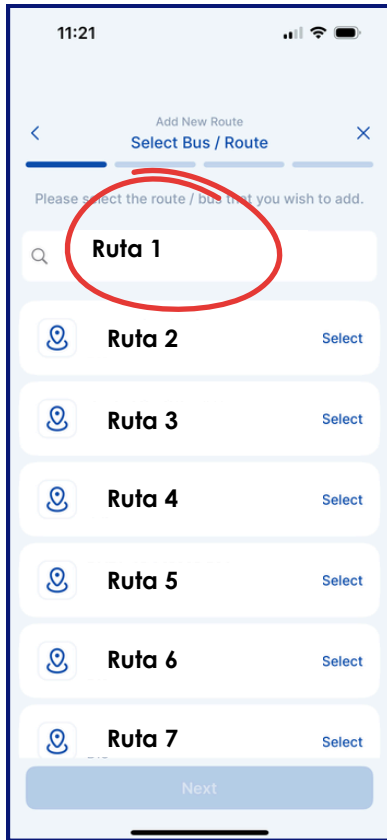 11:21
Add New Route
Select Bus / Route
Please select the route / bus that you wish to add.
Ruta 1
Ruta 2 Select
Ruta 3 Select
Ruta 4 Select
Ruta 5 Select
Ruta 6 Select
Ruta 7 Select
Next